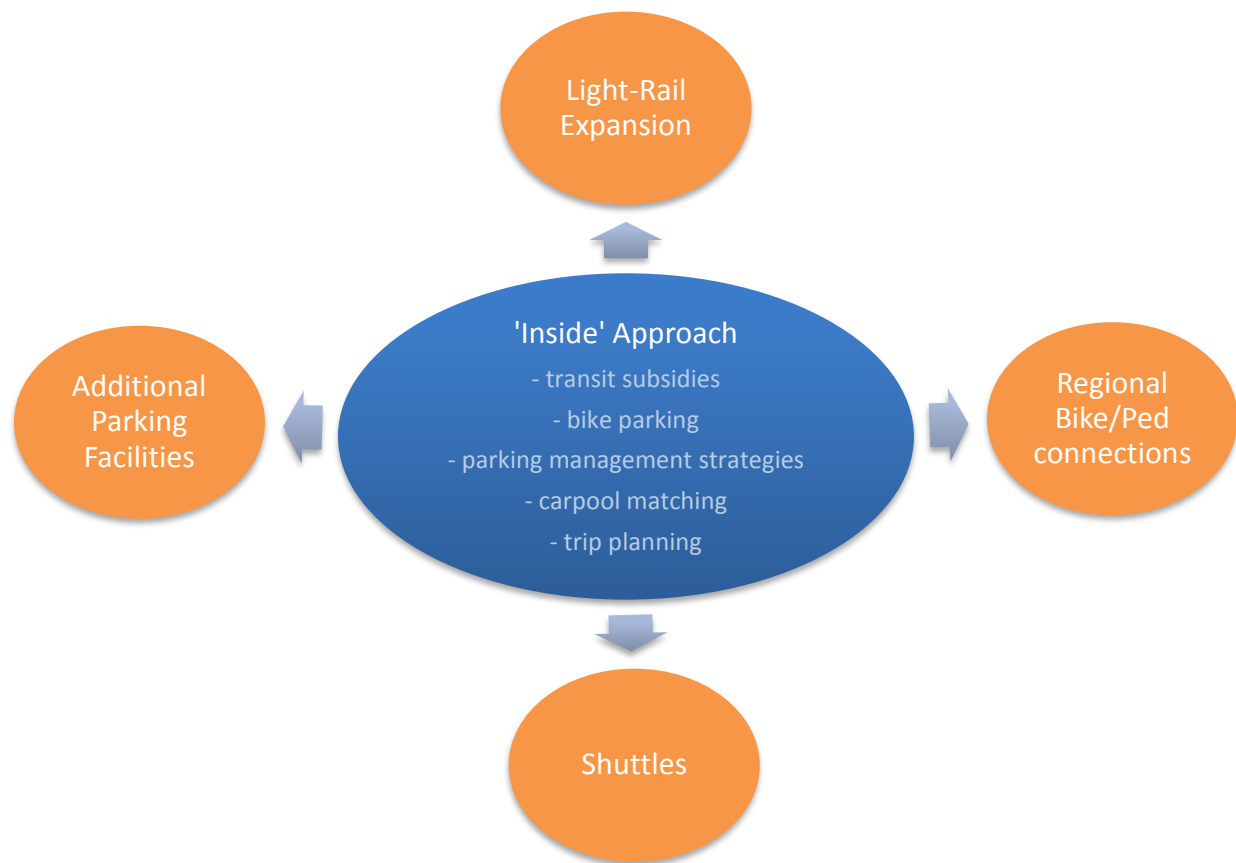 Light-Rail
Expansion
'Inside' Approach
- transit subsidies
- bike parking
- parking management strategies
- carpool matching
- trip planning
Additional
Parking
Facilities
Regional
Bike/Ped
connections
Shuttles